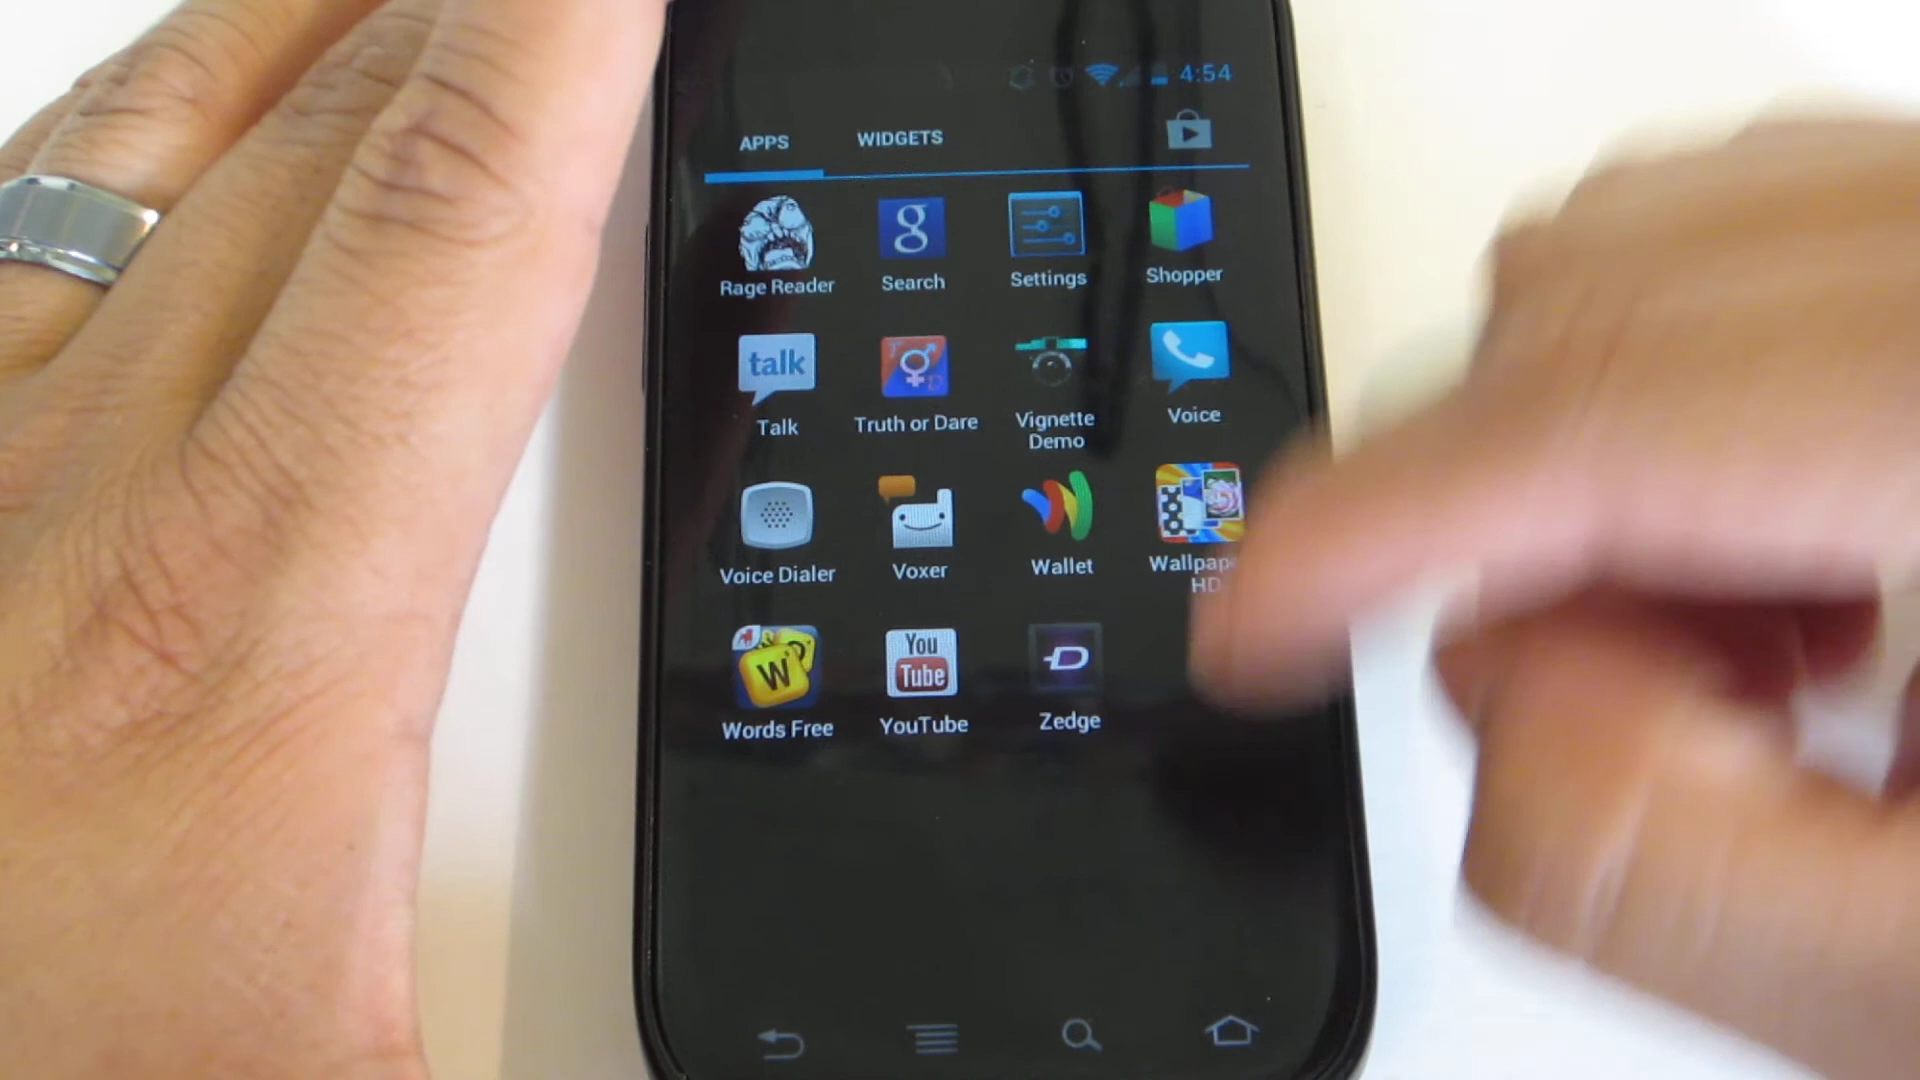 4:54
APPS WIDGETS
g
Rage Reader Search Settings Shopper
talk
T
D
Talk Truth or Dare Vignette Demo Voice
Voice Dialer Voxer Wallet
HD
W
You
Tube
D
Words Free YouTube Zedge